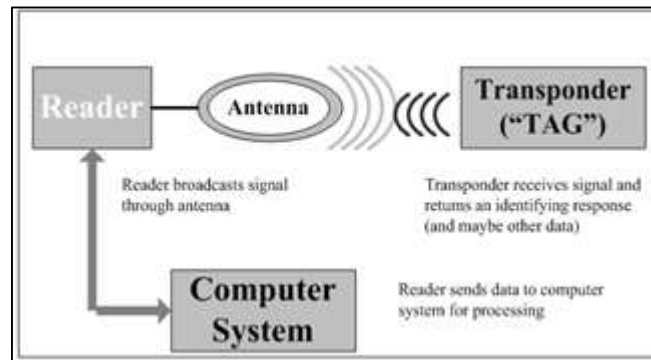 Reader
Antenna
Transponder
("TAG")
Reader broadcasts signal
through antenna
Transponder receives signal and
returns an identifying response
(and maybe other data)
Computer
System
Reader sends data to computer
system for processing